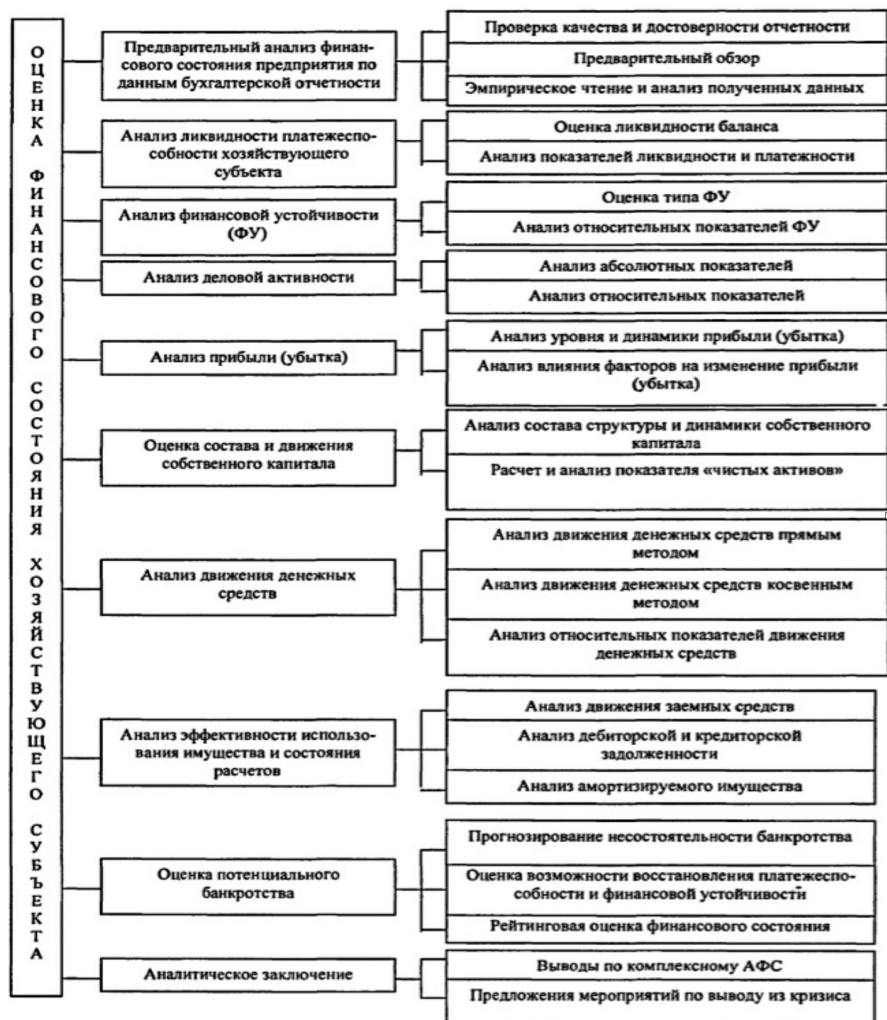 ОЦЕНКА ФИНАНСОВОГО СОСТОЯНИЯ ХОЗЯЙСТВУЮЩЕГО СУБЪЕКТА
Предварительный анализ финан-
сового состояния предприятия по
данным бухгалтерской отчетности
Проверка качества и достоверности отчетности
Предварительный обзор
Эмпирическое чтение и анализ полученных данных
Анализ ликвидности платежеспо-
собности хозяйствующего
субъекта
Оценка ликвидности баланса
Анализ показателей ликвидности и платежности
Анализ финансовой устойчивости
(ФУ)
Оценка типа ФУ
Анализ относительных показателей ФУ
Анализ деловой активности
Анализ абсолютных показателей
Анализ относительных показателей
Анализ прибыли (убытка)
Анализ уровня и динамики прибыли (убытка)
Анализ влияния факторов на изменение прибыли
(убытка)
Оценка состава и движения
собственного капитала
Анализ состава структуры и динамики собственного
капитала
Расчет и анализ показателя «чистых активов»
Анализ движения денежных
средств
Анализ движения денежных средств прямым
методом
Анализ движения денежных средств косвенным
методом
Анализ относительных показателей движения
денежных средств
Анализ эффективности использо-
вания имущества и состояния
расчетов
Анализ движения заемных средств
Анализ дебиторской и кредиторской
задолженности
Анализ амортизируемого имущества
Оценка потенциального
банкротства
Прогнозирование несостоятельности банкротства
Оценка возможности восстановления платежеспо-
собности и финансовой устойчивости
Рейтинговая оценка финансового состояния
Аналитическое заключение
Выводы по комплексному АФС
Предложения мероприятий по выводу из кризиса